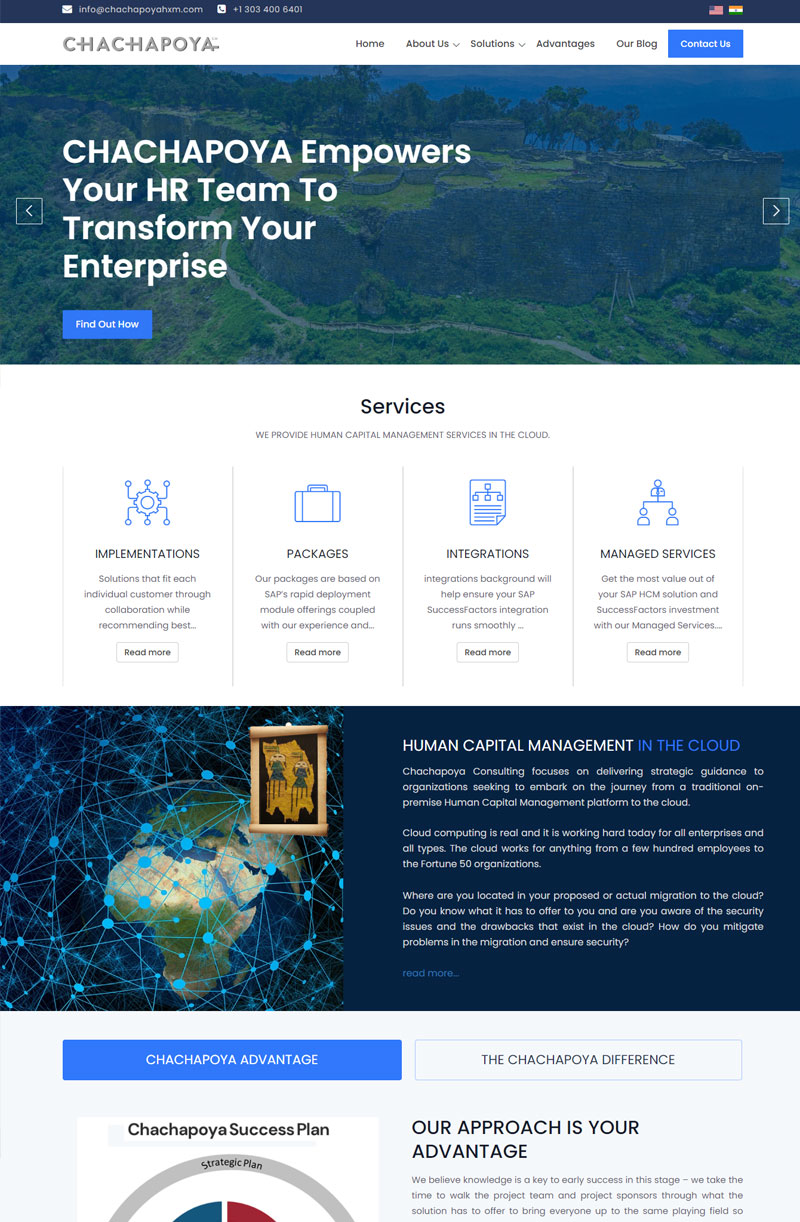 info@chachapoyahxm.com +1 303 400 6401
CHACHAPOYA
Home About Us Solutions Advantages Our Blog Contact Us
CHACHAPOYA Empowers
Your HR Team To
Transform Your
Enterprise
Find Out How
Services
WE PROVIDE HUMAN CAPITAL MANAGEMENT SERVICES IN THE CLOUD.
IMPLEMENTATIONS
Solutions that fit each
individual customer through
collaboration while
recommending best...
Read more
PACKAGES
Our packages are based on
SAP's rapid deployment
module offerings coupled
with our experience and...
Read more
INTEGRATIONS
integrations background will
help ensure your SAP
SuccessFactors integration
runs smoothly ...
Read more
MANAGED SERVICES
Get the most value out of
your SAP HCM solution and
SuccessFactors investment
with our Managed Services....
Read more
HUMAN CAPITAL MANAGEMENT IN THE CLOUD
Chachapoya Consulting focuses on delivering strategic guidance to
organizations seeking to embark on the journey from a traditional on-
premise Human Capital Management platform to the cloud.
Cloud computing is real and it is working hard today for all enterprises and
all types. The cloud works for anything from a few hundred employees to
the Fortune 50 organizations.
Where are you located in your proposed or actual migration to the cloud?
Do you know what it has to offer to you and are you aware of the security
issues and the drawbacks that exist in the cloud? How do you mitigate
problems in the migration and ensure security?
read more...
CHACHAPOYA ADVANTAGE
THE CHACHAPOYA DIFFERENCE
Chachapoya Success Plan
Strategic Plan
OUR APPROACH IS YOUR
ADVANTAGE
We believe knowledge is a key to early success in this stage – we take the
time to walk the project team and project sponsors through what the
solution has to offer to bring everyone up to the same playing field so